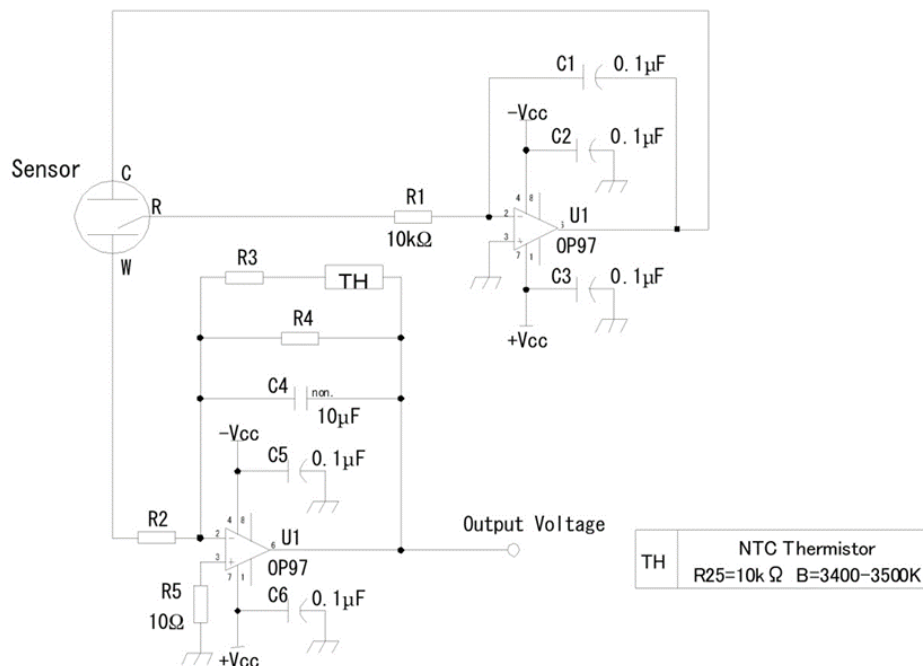 C1 0.1μF
-Vcc
C2 0.1μF
Sensor
C
R
W
R1
10kΩ
4 8
2 −
3 +
7 1
6
U1
OP97
C3 0.1μF
+Vcc
R3
TH
R4
C4 non.
10μF
-Vcc
C5 0.1μF
R2
4 8
2 −
3 +
7 1
6
U1
OP97
R5
10Ω
C6 0.1μF
+Vcc
Output Voltage
TH NTC Thermistor
R25=10kΩ B=3400-3500K